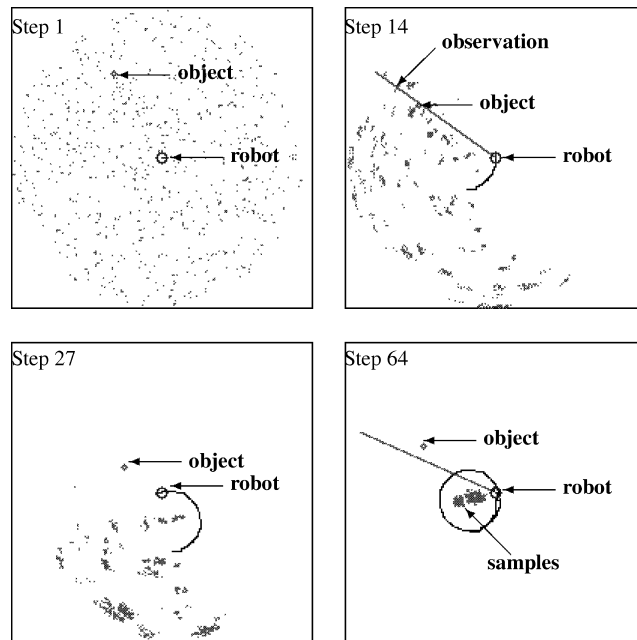 Step 1
object
robot
Step 14
observation
object
robot
Step 27
object
robot
Step 64
object
robot
samples